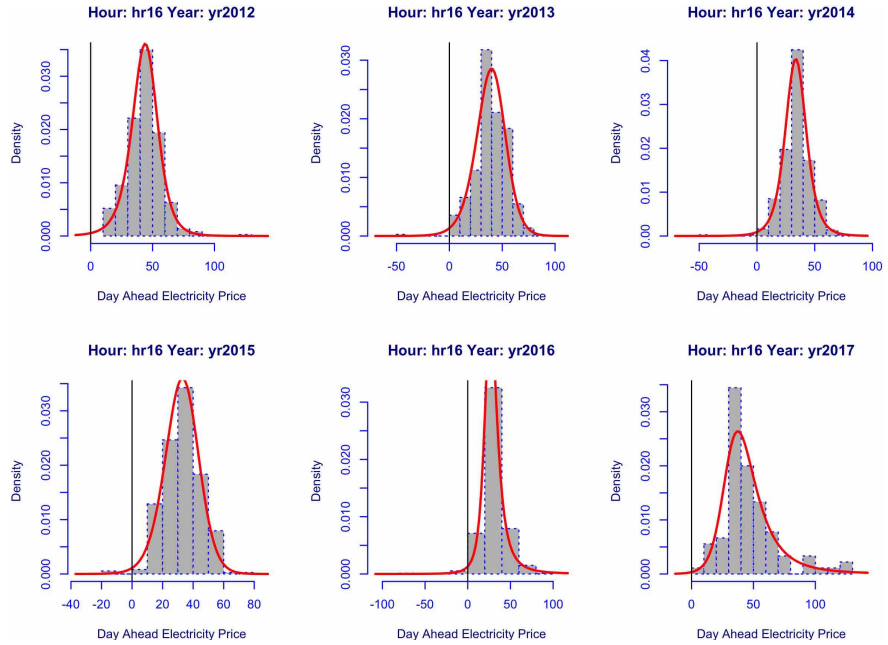 Hour: hr16 Year: yr2012
Hour: hr16 Year: yr2013
Hour: hr16 Year: yr2014
Density
0.000 0.010 0.020 0.030
0 50 100
Day Ahead Electricity Price
Density
0.000 0.010 0.020 0.030
-50 0 50 100
Day Ahead Electricity Price
Density
0.00 0.01 0.02 0.03 0.04
-50 0 50 100
Day Ahead Electricity Price
Hour: hr16 Year: yr2015
Hour: hr16 Year: yr2016
Hour: hr16 Year: yr2017
Density
0.000 0.010 0.020 0.030
-40 -20 0 20 40 60 80
Day Ahead Electricity Price
Density
0.000 0.010 0.020 0.030
-100 -50 0 50 100
Day Ahead Electricity Price
Density
0.000 0.010 0.020 0.030
0 50 100
Day Ahead Electricity Price